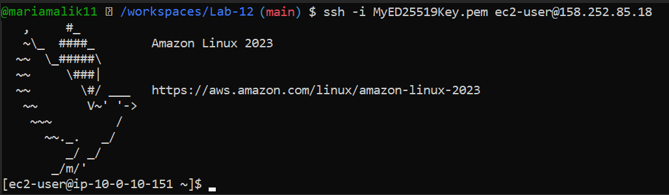 @mariamalik11 /workspaces/Lab-12 (main) $ ssh -i MyED25519Key.pem ec2-user@158.252.85.18
   ,     #_
   ~\_  ####_        Amazon Linux 2023
  ~~  \_#####\
  ~~     \###|
  ~~       \#/ ___   https://aws.amazon.com/linux/amazon-linux-2023
   ~~       V~' '->
    ~~~         /
      ~~._.   _/
         _/ _/
       _/m/'
[ec2-user@ip-10-0-10-151 ~]$